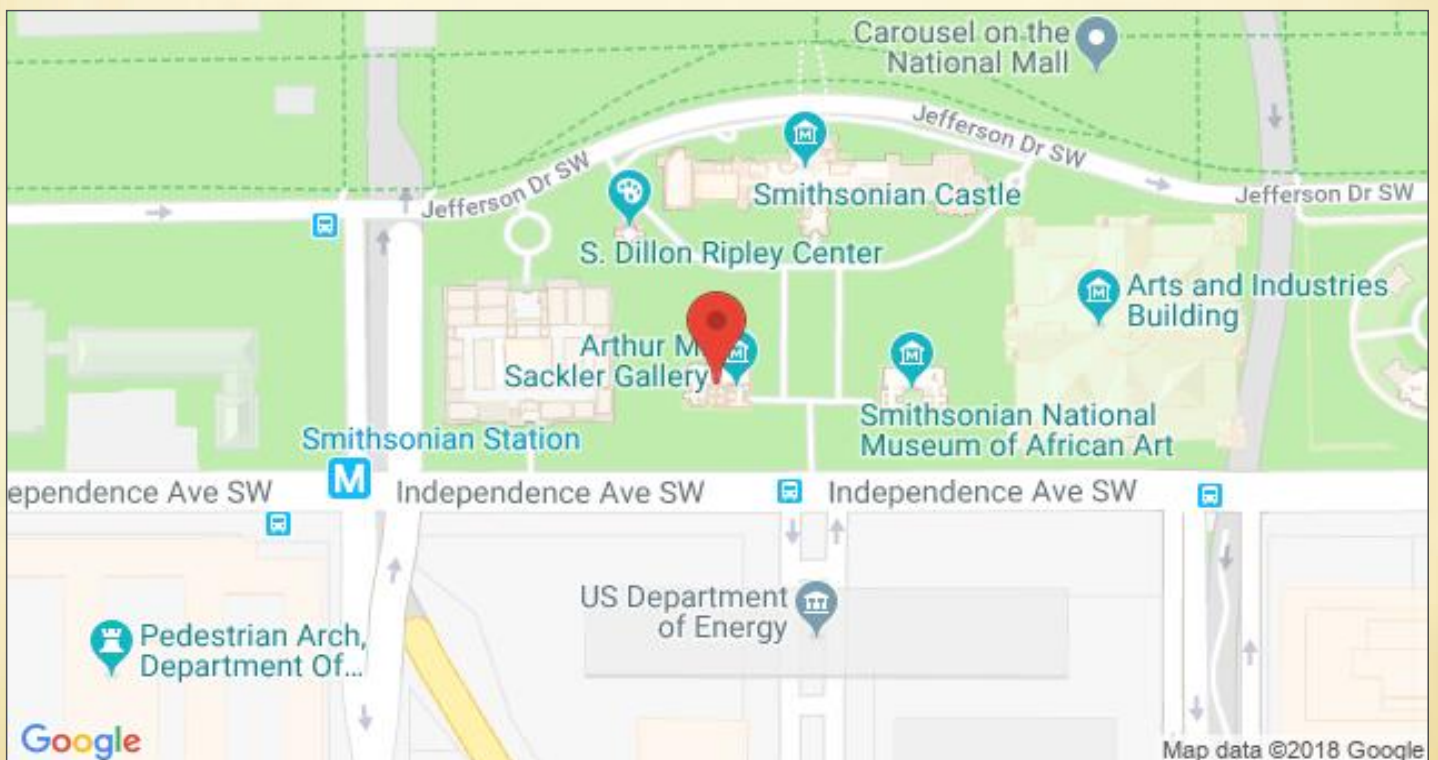 Carousel on the
National Mall
Jefferson Dr SW
Jefferson Dr SW
Jefferson Dr SW
Smithsonian Castle
S. Dillon Ripley Center
Arts and Industries
Building
Arthur M.
Sackler Gallery
Smithsonian National
Museum of African Art
Smithsonian Station
M
ependence Ave SW
Independence Ave SW
Independence Ave SW
US Department
of Energy
Pedestrian Arch,
Department Of...
Google
Map data ©2018 Google